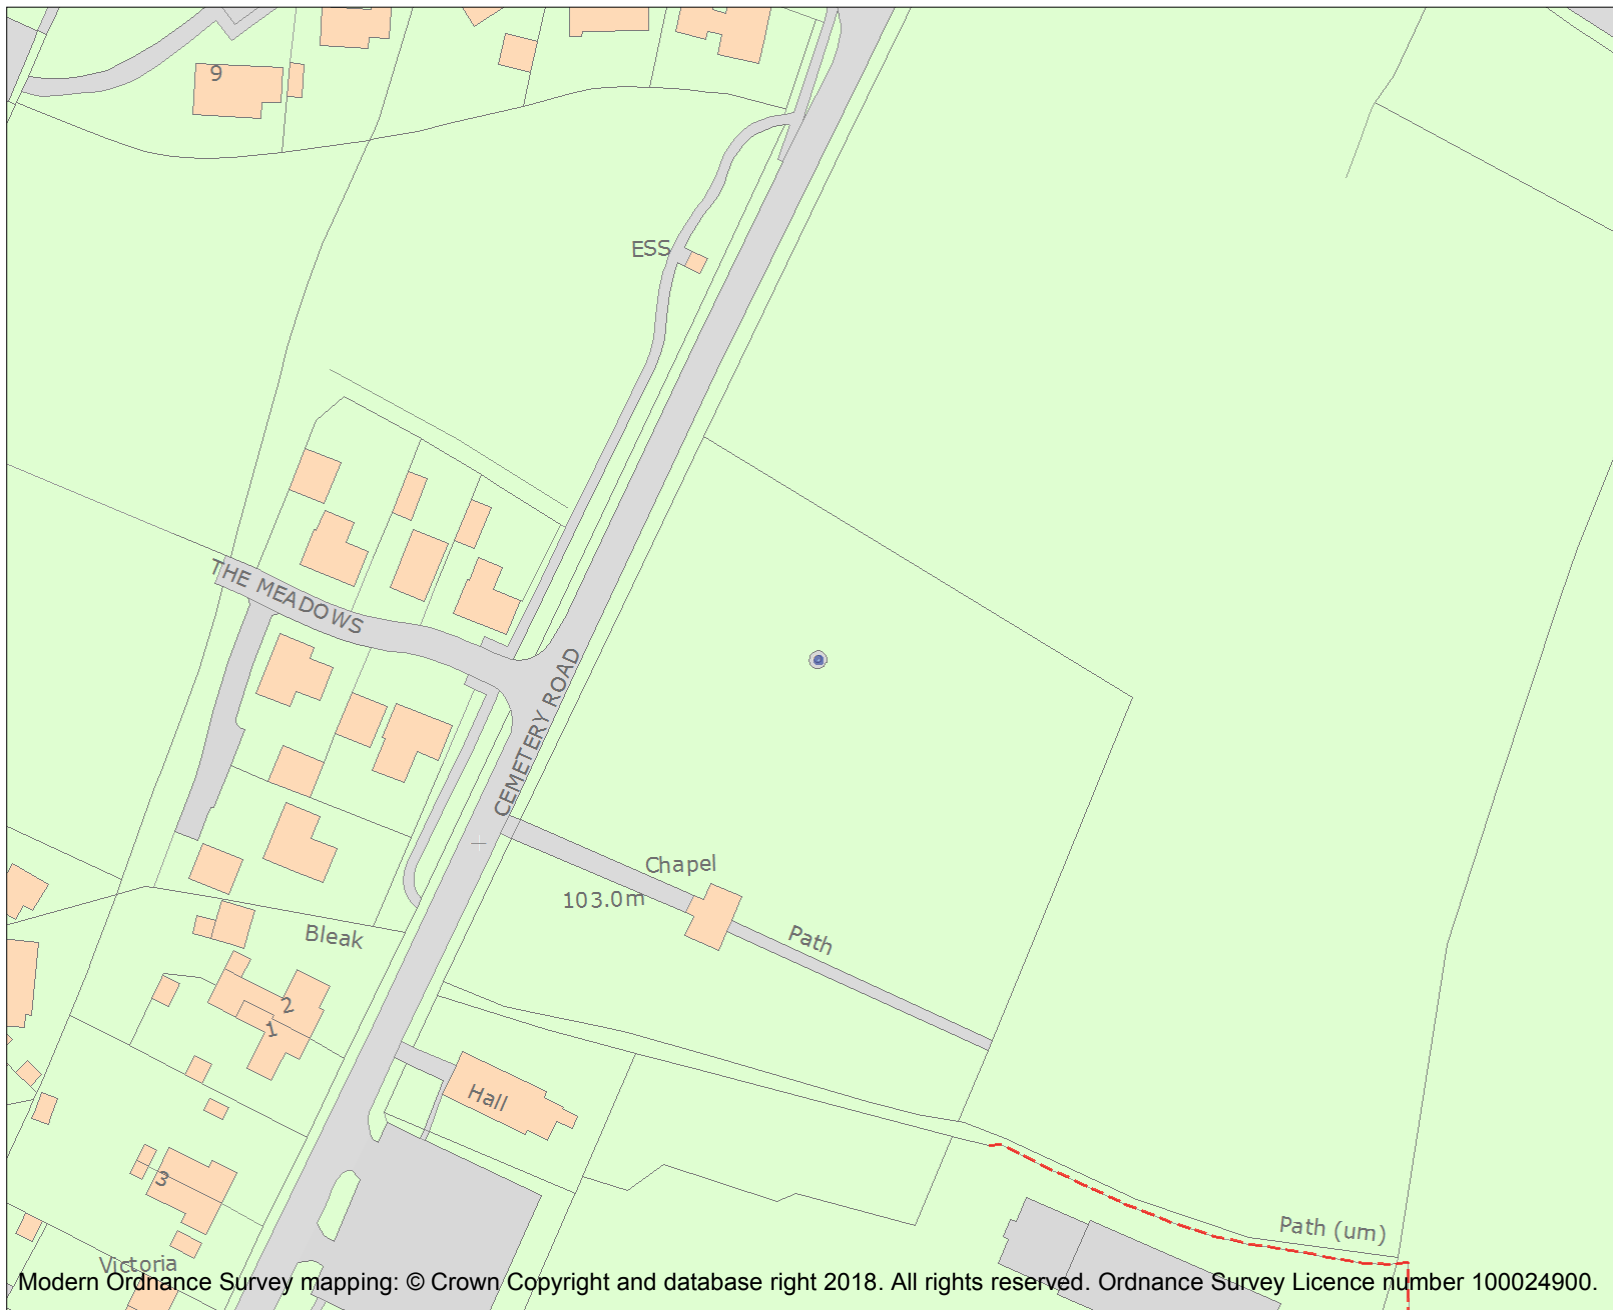 9
ESS
THE MEADOWS
CEMETERY ROAD
Chapel
103.0m
Path
Bleak
2
1
Hall
3
Path (um)
Victoria
Modern Ordnance Survey mapping: © Crown Copyright and database right 2018. All rights reserved. Ordnance Survey Licence number 100024900.